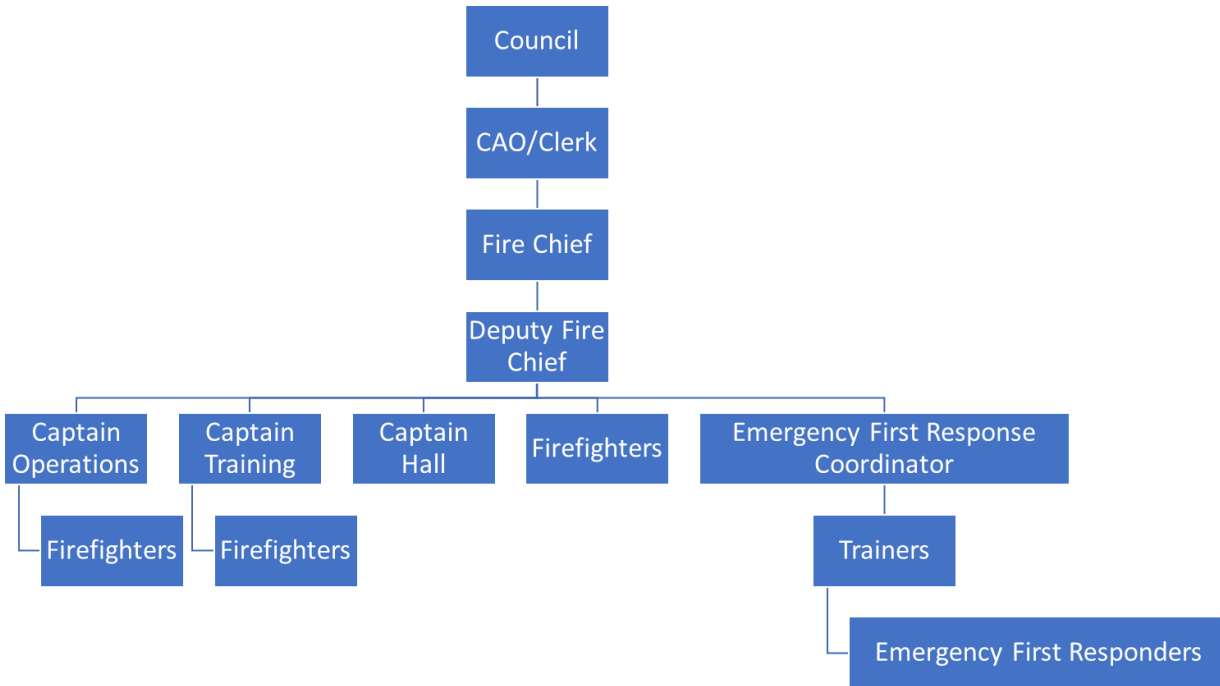 Council
CAO/Clerk
Fire Chief
Deputy Fire
Chief
Captain
Operations
Captain
Training
Captain
Hall
Firefighters
Emergency First Response
Coordinator
Firefighters
Firefighters
Trainers
Emergency First Responders